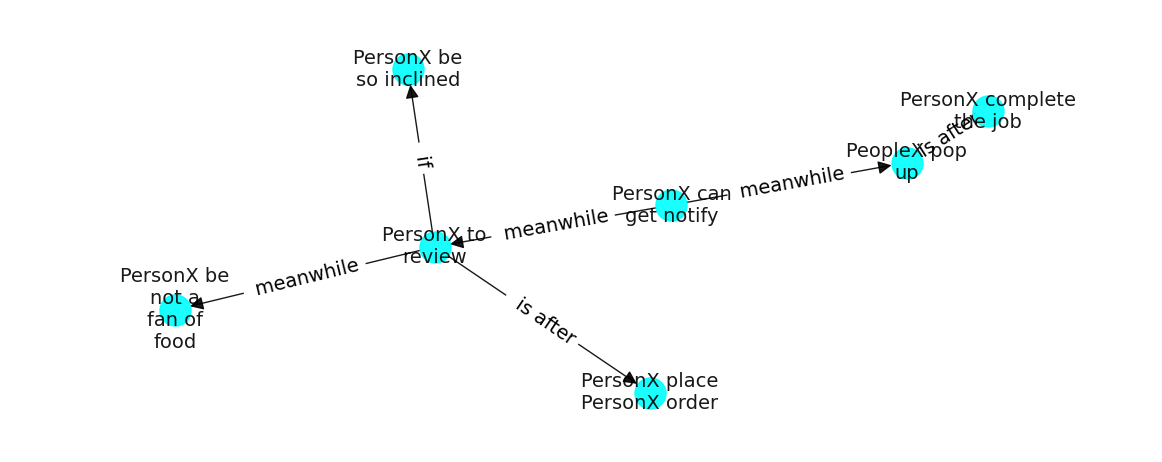 PersonX be
so inclined
PersonX complete
the job
is after
PeopleX pop
up
if
meanwhile
PersonX can
get notify
meanwhile
PersonX to
review
meanwhile
PersonX be
not a
fan of
food
is after
PersonX place
PersonX order